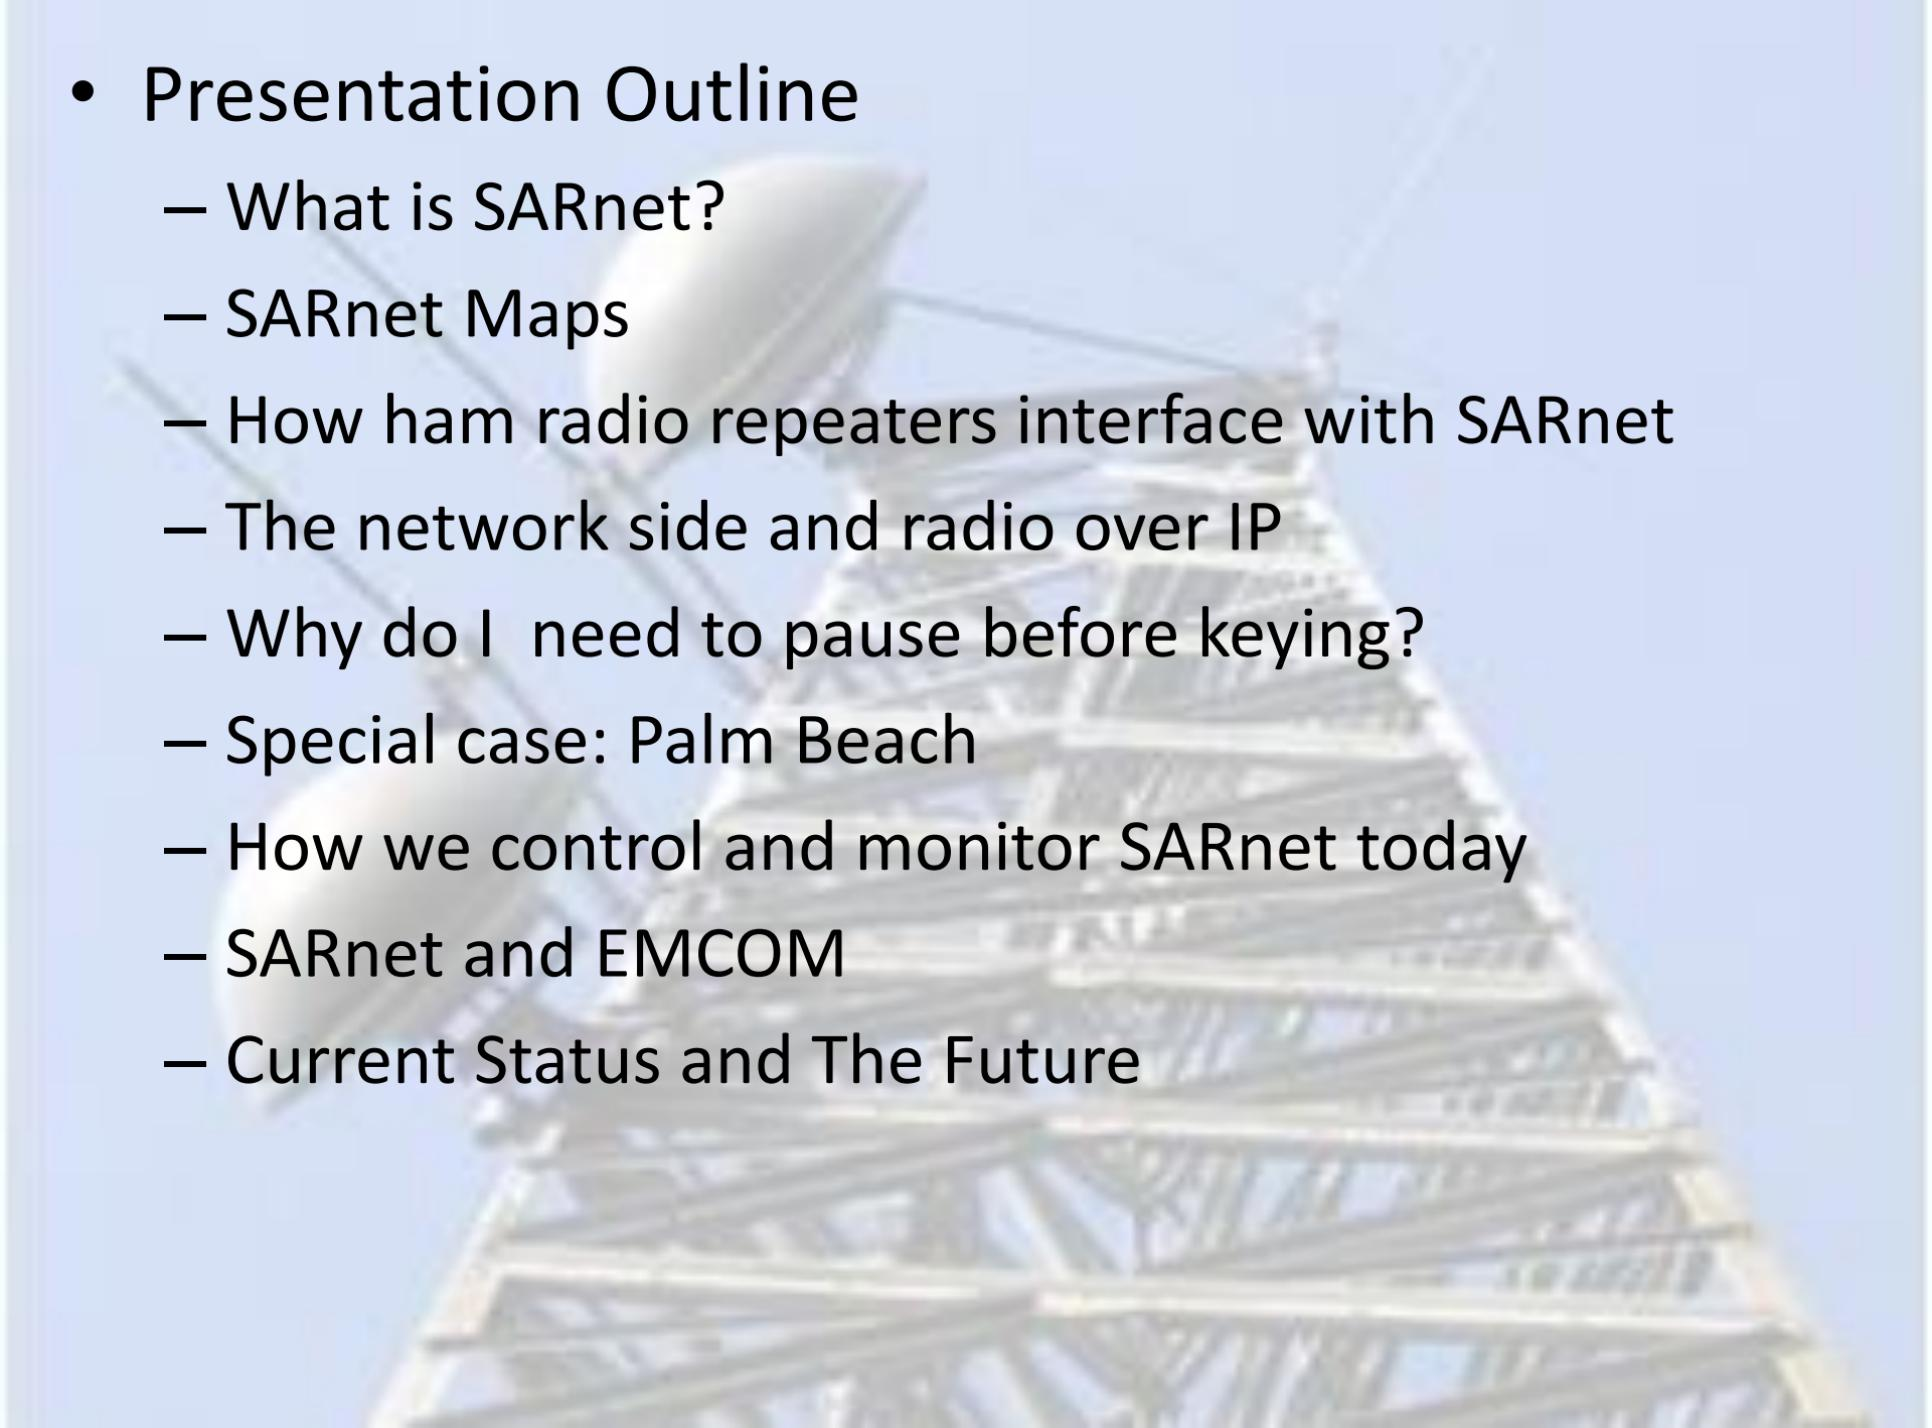 • Presentation Outline
– What is SARnet?
– SARnet Maps
– How ham radio repeaters interface with SARnet
– The network side and radio over IP
– Why do I  need to pause before keying?
– Special case: Palm Beach
– How we control and monitor SARnet today
– SARnet and EMCOM
– Current Status and The Future